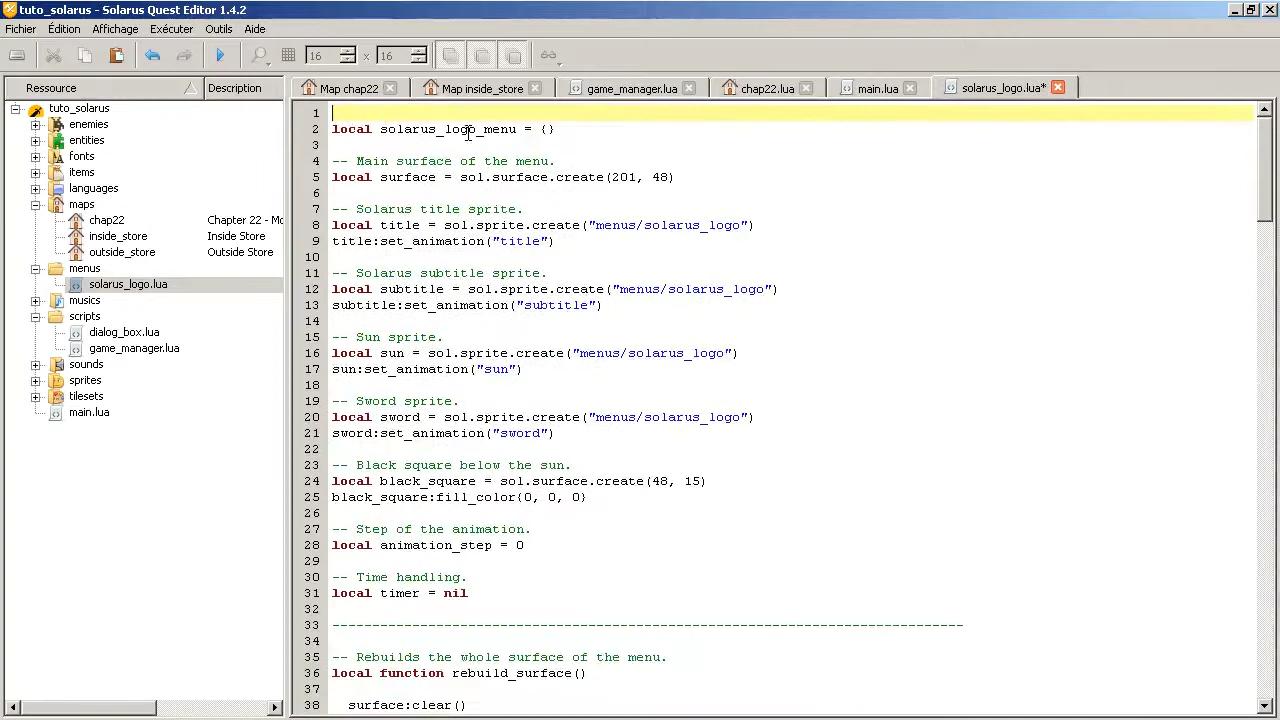 tuto_solarus - Solarus Quest Editor 1.4.2
Fichier Édition Affichage Exécuter Outils Aide
16 x 16
Ressource Description
Map chap22 Map inside_store game_manager.lua chap22.lua main.lua solarus_logo.lua*
tuto_solarus
enemies
entities
fonts
items
languages
maps
chap22 Chapter 22 - Mo
inside_store Inside Store
outside_store Outside Store
menus
solarus_logo.lua
musics
scripts
dialog_box.lua
game_manager.lua
sounds
sprites
tilesets
main.lua
1
2 local solarus_logo_menu = {}
3
4 -- Main surface of the menu.
5 local surface = sol.surface.create(201, 48)
6
7 -- Solarus title sprite.
8 local title = sol.sprite.create("menus/solarus_logo")
9 title:set_animation("title")
10
11 -- Solarus subtitle sprite.
12 local subtitle = sol.sprite.create("menus/solarus_logo")
13 subtitle:set_animation("subtitle")
14
15 -- Sun sprite.
16 local sun = sol.sprite.create("menus/solarus_logo")
17 sun:set_animation("sun")
18
19 -- Sword sprite.
20 local sword = sol.sprite.create("menus/solarus_logo")
21 sword:set_animation("sword")
22
23 -- Black square below the sun.
24 local black_square = sol.surface.create(48, 15)
25 black_square:fill_color{0, 0, 0}
26
27 -- Step of the animation.
28 local animation_step = 0
29
30 -- Time handling.
31 local timer = nil
32
33 -------------------------------------------------------------------------------
34
35 -- Rebuilds the whole surface of the menu.
36 local function rebuild_surface()
37
38 surface:clear()